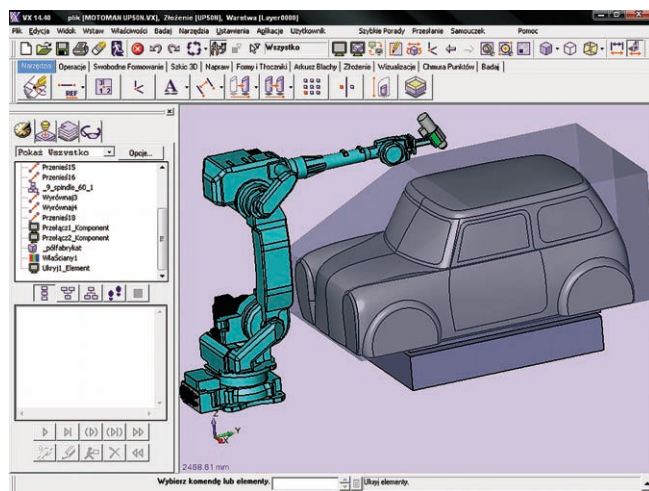 VX 14.40 plik [MOTOMAN UP50N.VX], Złożenie [UP50N], Warstwa [Layer0000]
Plik Edycja Widok Wstaw Właściwości Badaj Narzędzia Ustawienia Aplikacje Użytkownik Szybkie Porady Przesłanie Samouczek Pomoc
Wszystko
Narzędzia Operacje Swobodne Formowanie Szkic 3D Napraw Formy i Tłoczniki Arkusz Blachy Złożenie Wizualizacje Chmura Punktów Badaj
REF
A
Pokaż Wszystko Opcje...
Przenieś15
Przenieś16
_9_spindle_60_1
Wyrównaj3
Wyrównaj4
Przenieś18
Przełącz1_Komponent
Przełącz2_Komponent
_półfabrykat
WłaŚciany1
Ukryj1_Element
Z
Y
X
2468.61 mm
Wybierz komendę lub elementy. Ukryj elementy.